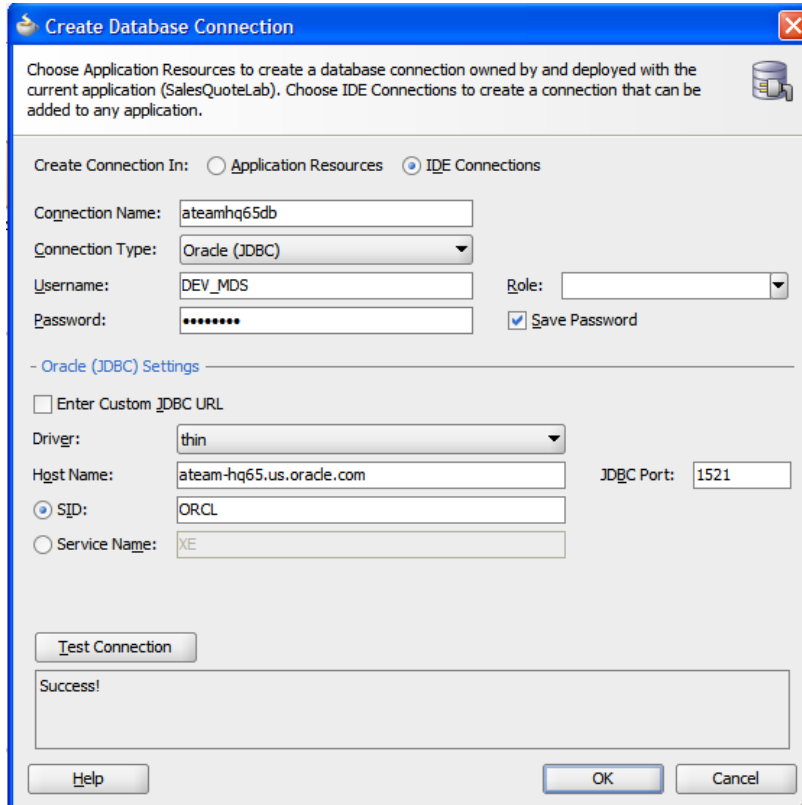 Create Database Connection
Choose Application Resources to create a database connection owned by and deployed with the
current application (SalesQuoteLab). Choose IDE Connections to create a connection that can be
added to any application.
Create Connection In: Application Resources IDE Connections
Connection Name: ateamhq65db
Connection Type: Oracle (JDBC)
Username: DEV_MDS Role:
Password: •••••••• Save Password
Oracle (JDBC) Settings
Enter Custom JDBC URL
Driver: thin
Host Name: ateam-hq65.us.oracle.com JDBC Port: 1521
SID: ORCL
Service Name: XE
Test Connection
Success!
Help OK Cancel